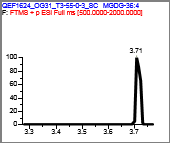 QEF1624_OG31_T3-55-0-3_SC MGDG-36:4
F: FTMS + p ESI Full ms [500.0000-2000.0000]
3.71
100
80
60
40
20
0
3.3 3.4 3.5 3.6 3.7